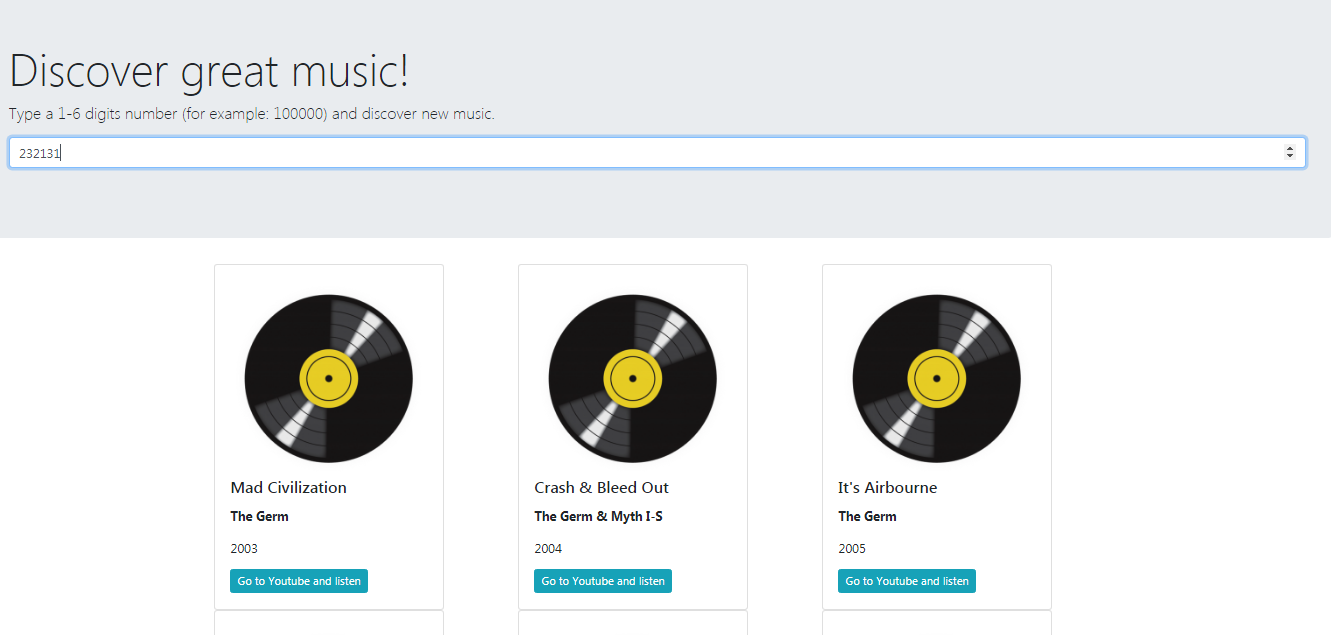 Discover great music!
Type a 1-6 digits number (for example: 100000) and discover new music.
232131
Mad Civilization
The Germ
2003
Go to Youtube and listen
Crash & Bleed Out
The Germ & Myth I-S
2004
Go to Youtube and listen
It's Airbourne
The Germ
2005
Go to Youtube and listen